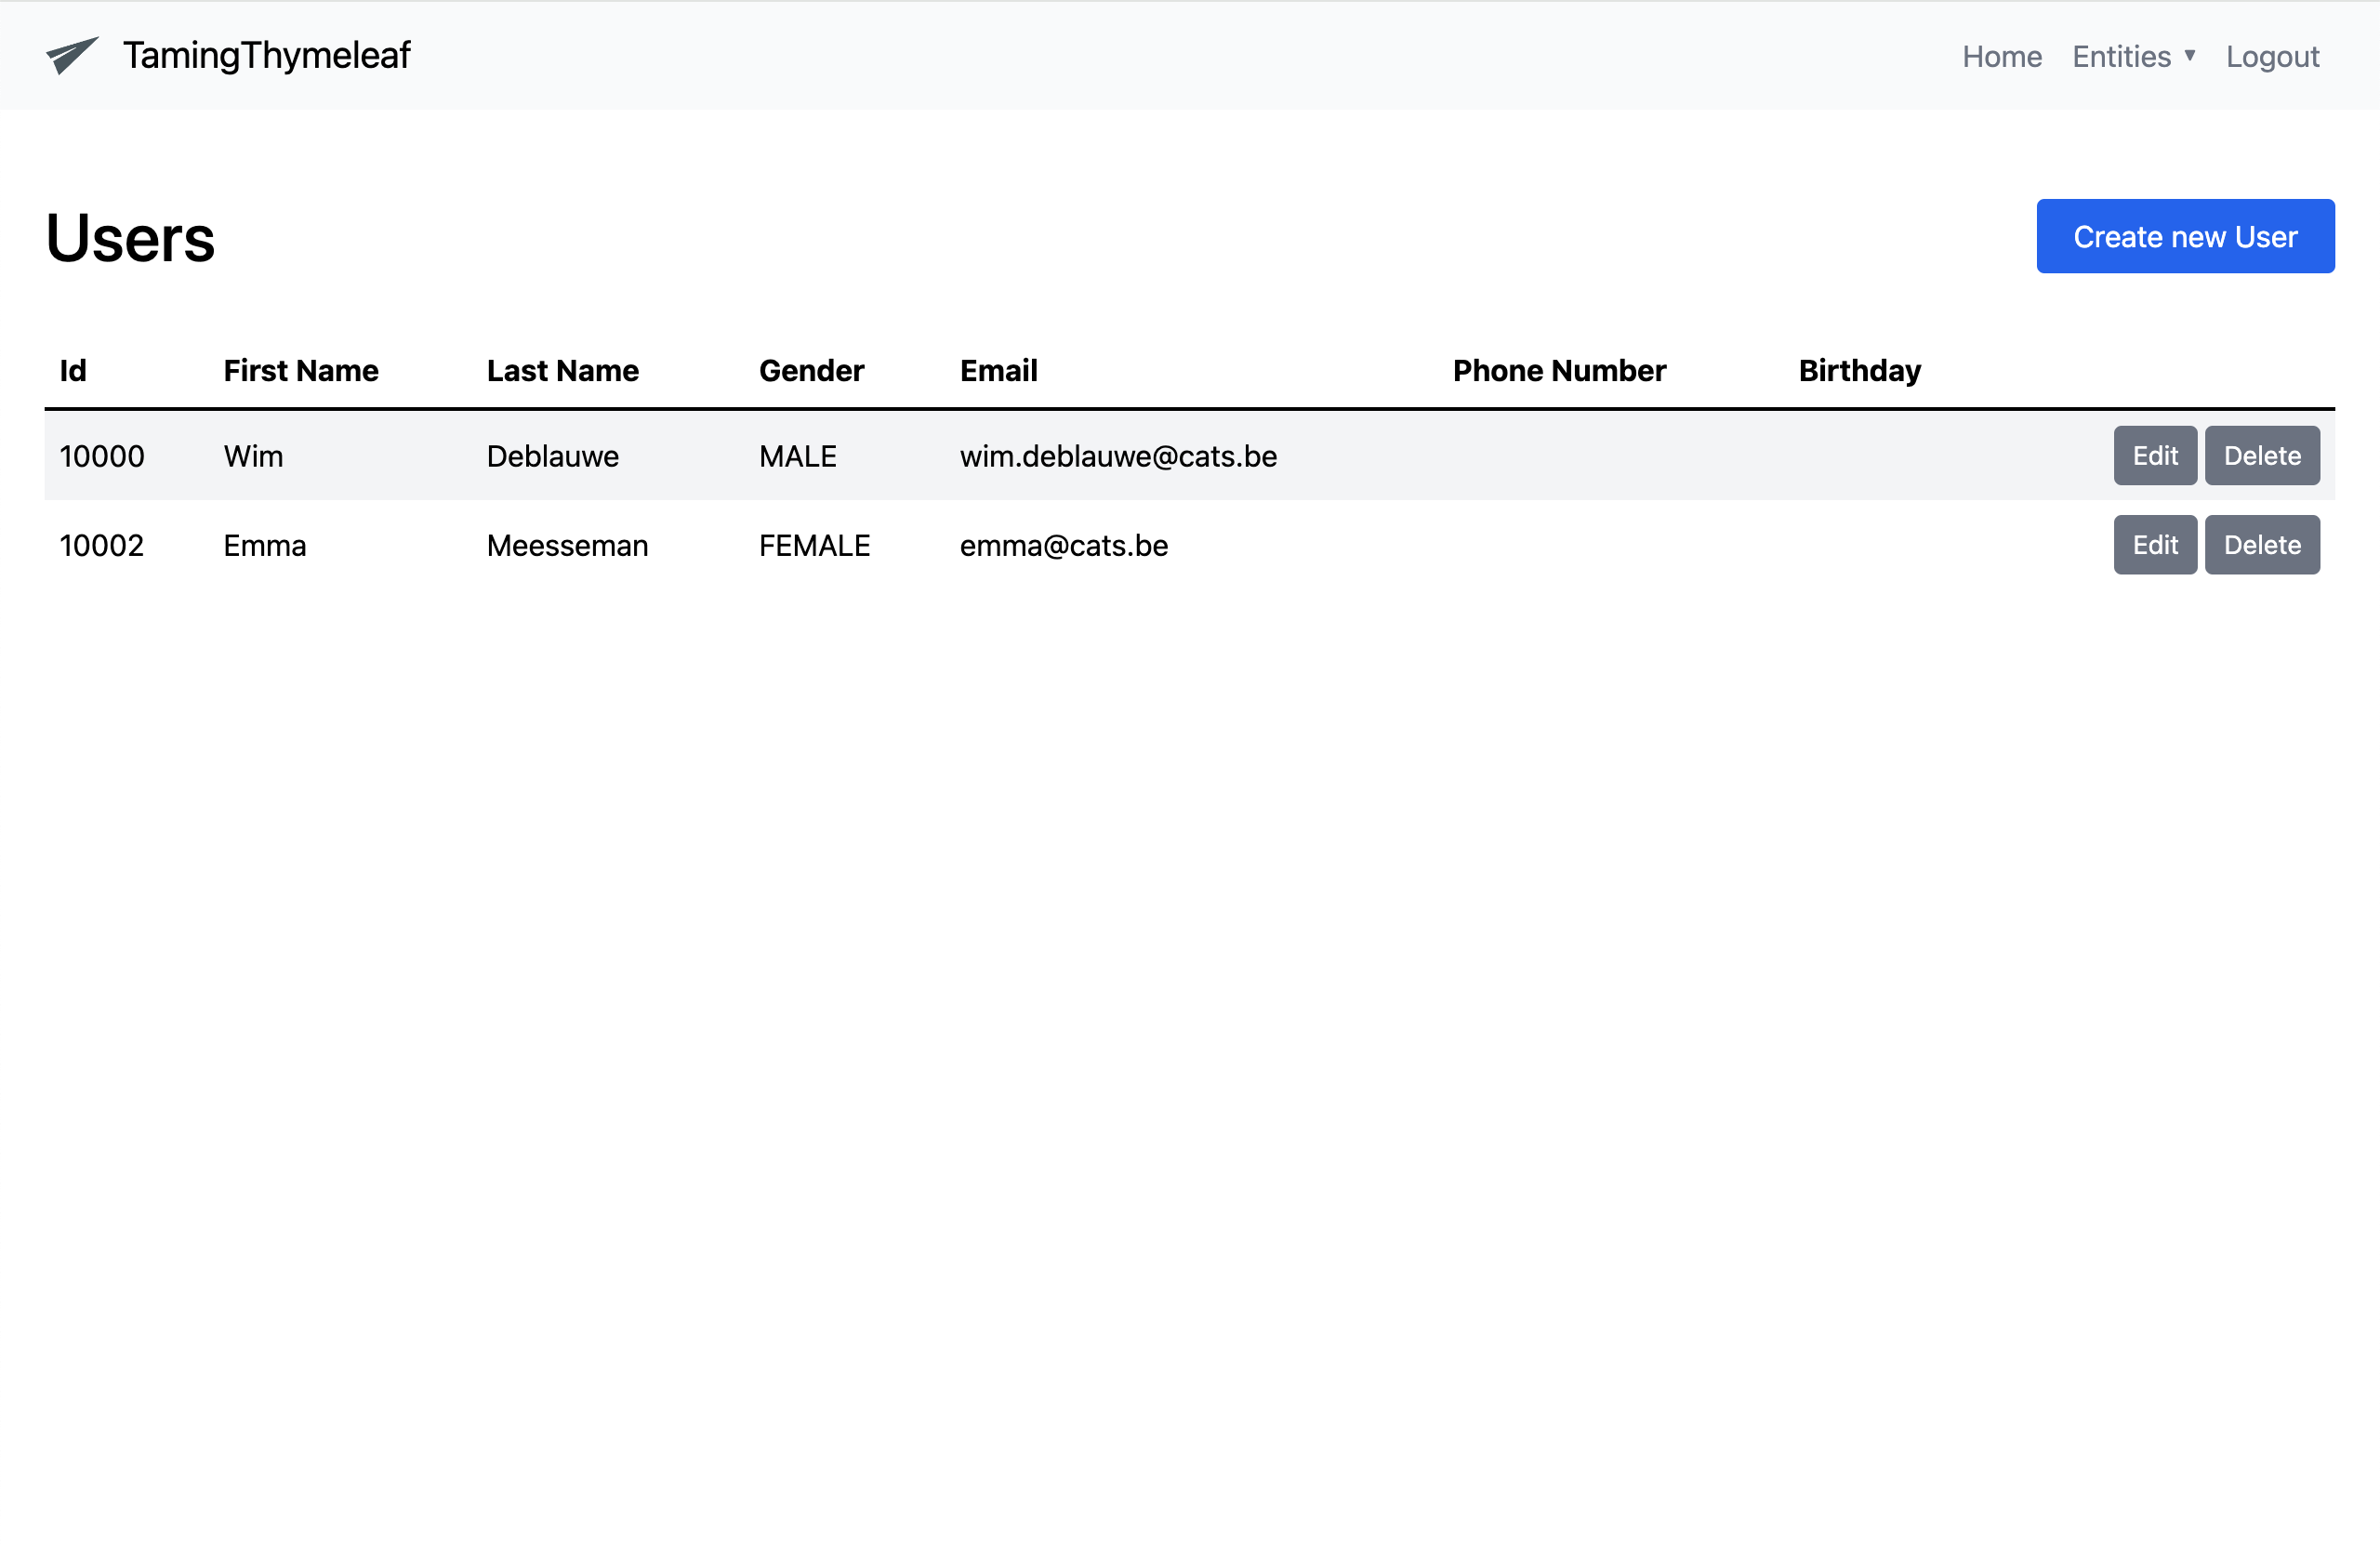 TamingThymeleaf Home Entities ▼ Logout
Users Create new User
Id First Name Last Name Gender Email Phone Number Birthday
10000 Wim Deblauwe MALE wim.deblauwe@cats.be Edit Delete
10002 Emma Meesseman FEMALE emma@cats.be Edit Delete